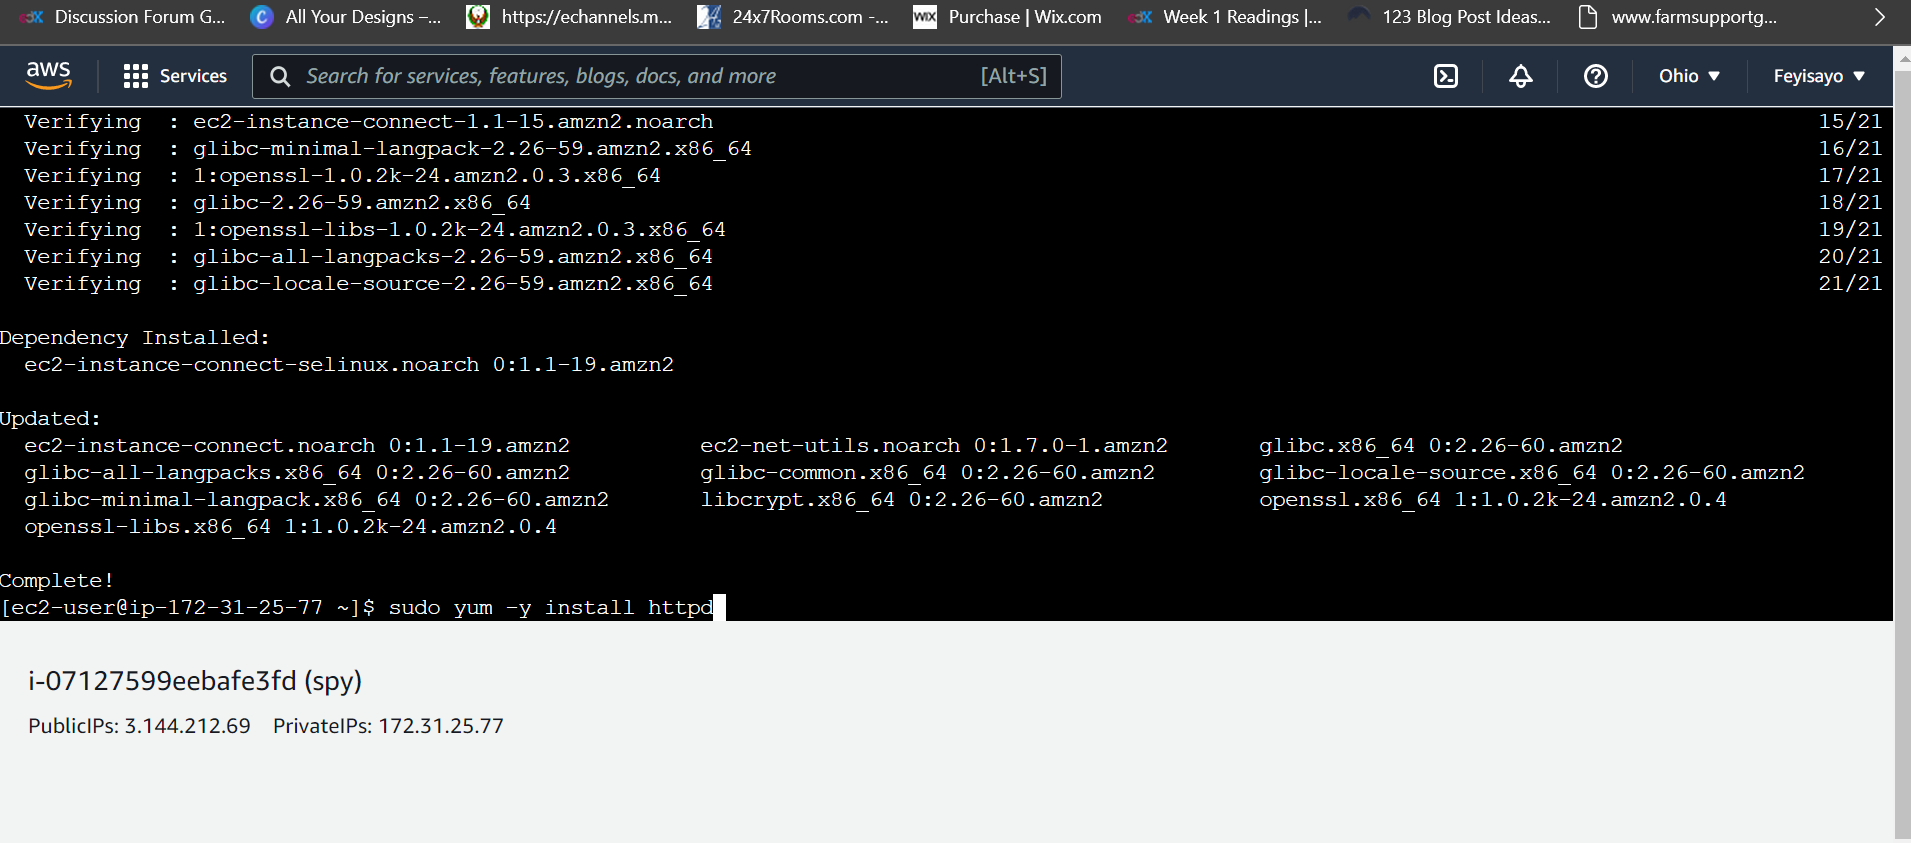 Discussion Forum G... All Your Designs –... https://echannels.m... 24x7Rooms.com -... WIX Purchase | Wix.com Week 1 Readings |... 123 Blog Post Ideas... www.farmsupportg...
aws Services Search for services, features, blogs, docs, and more [Alt+S] Ohio Feyisayo
Verifying : ec2-instance-connect-1.1-15.amzn2.noarch 15/21
Verifying : glibc-minimal-langpack-2.26-59.amzn2.x86_64 16/21
Verifying : 1:openssl-1.0.2k-24.amzn2.0.3.x86_64 17/21
Verifying : glibc-2.26-59.amzn2.x86_64 18/21
Verifying : 1:openssl-libs-1.0.2k-24.amzn2.0.3.x86_64 19/21
Verifying : glibc-all-langpacks-2.26-59.amzn2.x86_64 20/21
Verifying : glibc-locale-source-2.26-59.amzn2.x86_64 21/21
Dependency Installed:
ec2-instance-connect-selinux.noarch 0:1.1-19.amzn2
Updated:
ec2-instance-connect.noarch 0:1.1-19.amzn2 ec2-net-utils.noarch 0:1.7.0-1.amzn2 glibc.x86_64 0:2.26-60.amzn2
glibc-all-langpacks.x86_64 0:2.26-60.amzn2 glibc-common.x86_64 0:2.26-60.amzn2 glibc-locale-source.x86_64 0:2.26-60.amzn2
glibc-minimal-langpack.x86_64 0:2.26-60.amzn2 libcrypt.x86_64 0:2.26-60.amzn2 openssl.x86_64 1:1.0.2k-24.amzn2.0.4
openssl-libs.x86_64 1:1.0.2k-24.amzn2.0.4
Complete!
[ec2-user@ip-172-31-25-77 ~]$ sudo yum -y install httpd
i-07127599eebafe3fd (spy)
PublicIPs: 3.144.212.69 PrivateIPs: 172.31.25.77